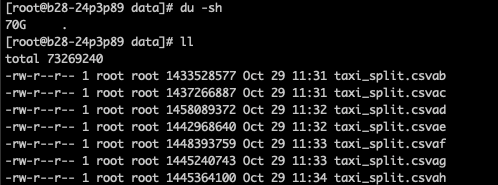 [root@b28-24p3p89 data]# du -sh
70G .
[root@b28-24p3p89 data]# ll
total 73269240
-rw-r--r-- 1 root root 1433528577 Oct 29 11:31 taxi_split.csvab
-rw-r--r-- 1 root root 1437266887 Oct 29 11:31 taxi_split.csvac
-rw-r--r-- 1 root root 1458089372 Oct 29 11:32 taxi_split.csvad
-rw-r--r-- 1 root root 1442968640 Oct 29 11:32 taxi_split.csvae
-rw-r--r-- 1 root root 1448393759 Oct 29 11:33 taxi_split.csvaf
-rw-r--r-- 1 root root 1445240743 Oct 29 11:33 taxi_split.csvag
-rw-r--r-- 1 root root 1445364100 Oct 29 11:34 taxi_split.csvah